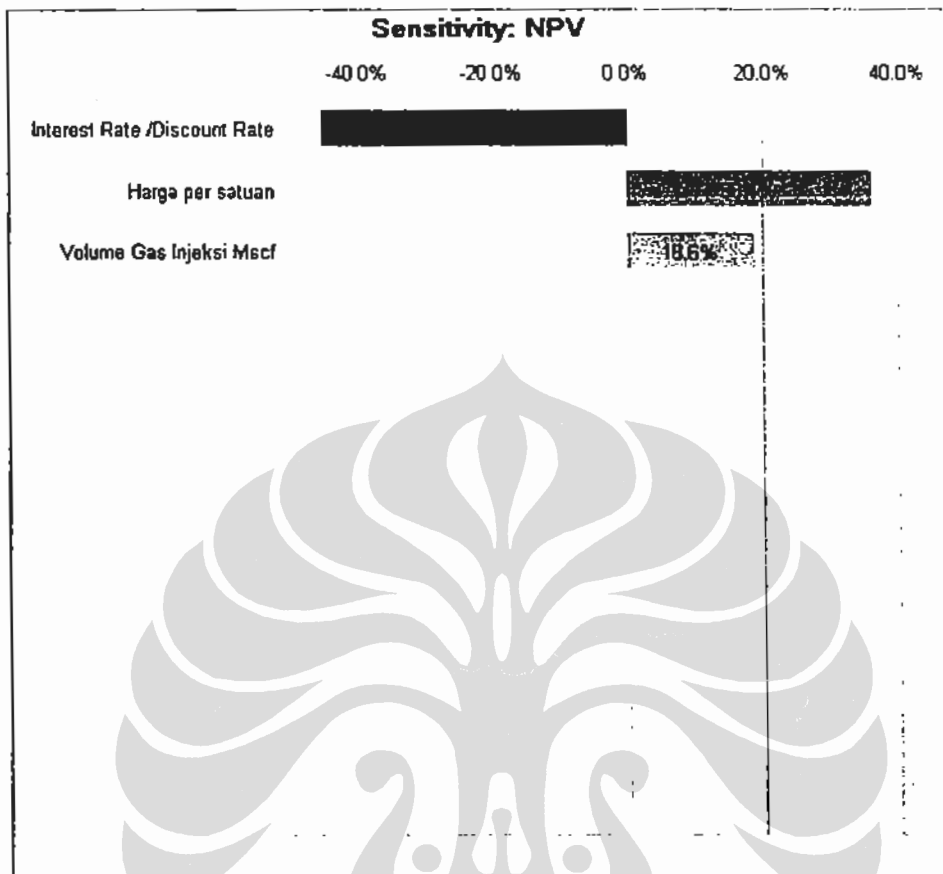 Sensitivity: NPV
-40.0% -20.0% 0.0% 20.0% 40.0%
Interest Rate /Discount Rate
Harga per satuan
Volume Gas Injeksi Mscf
18.6%